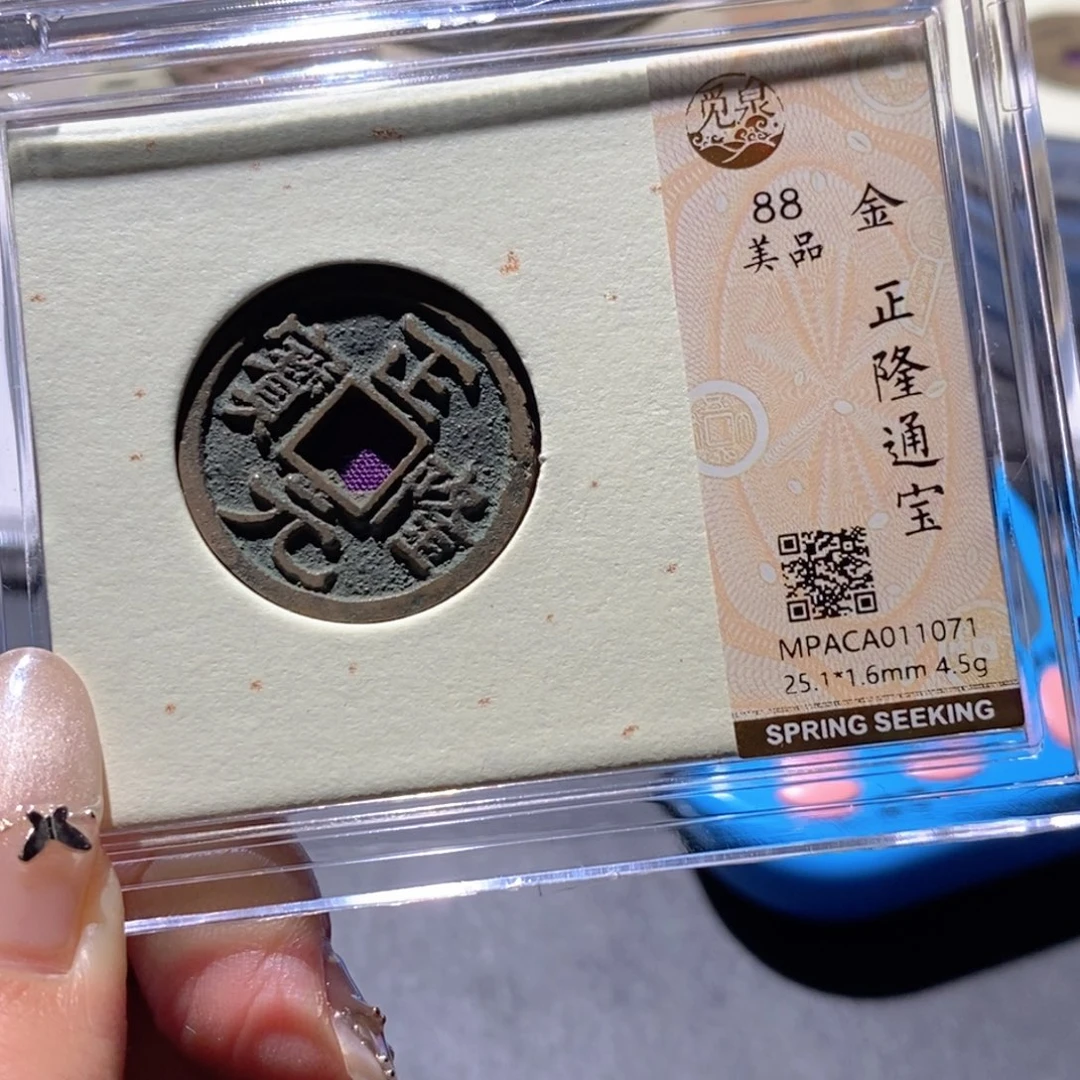 正隆元寶
觅泉
88
美品
金 正隆通宝
MPACA011071
25.1*1.6mm 4.5g
SPRING SEEKING